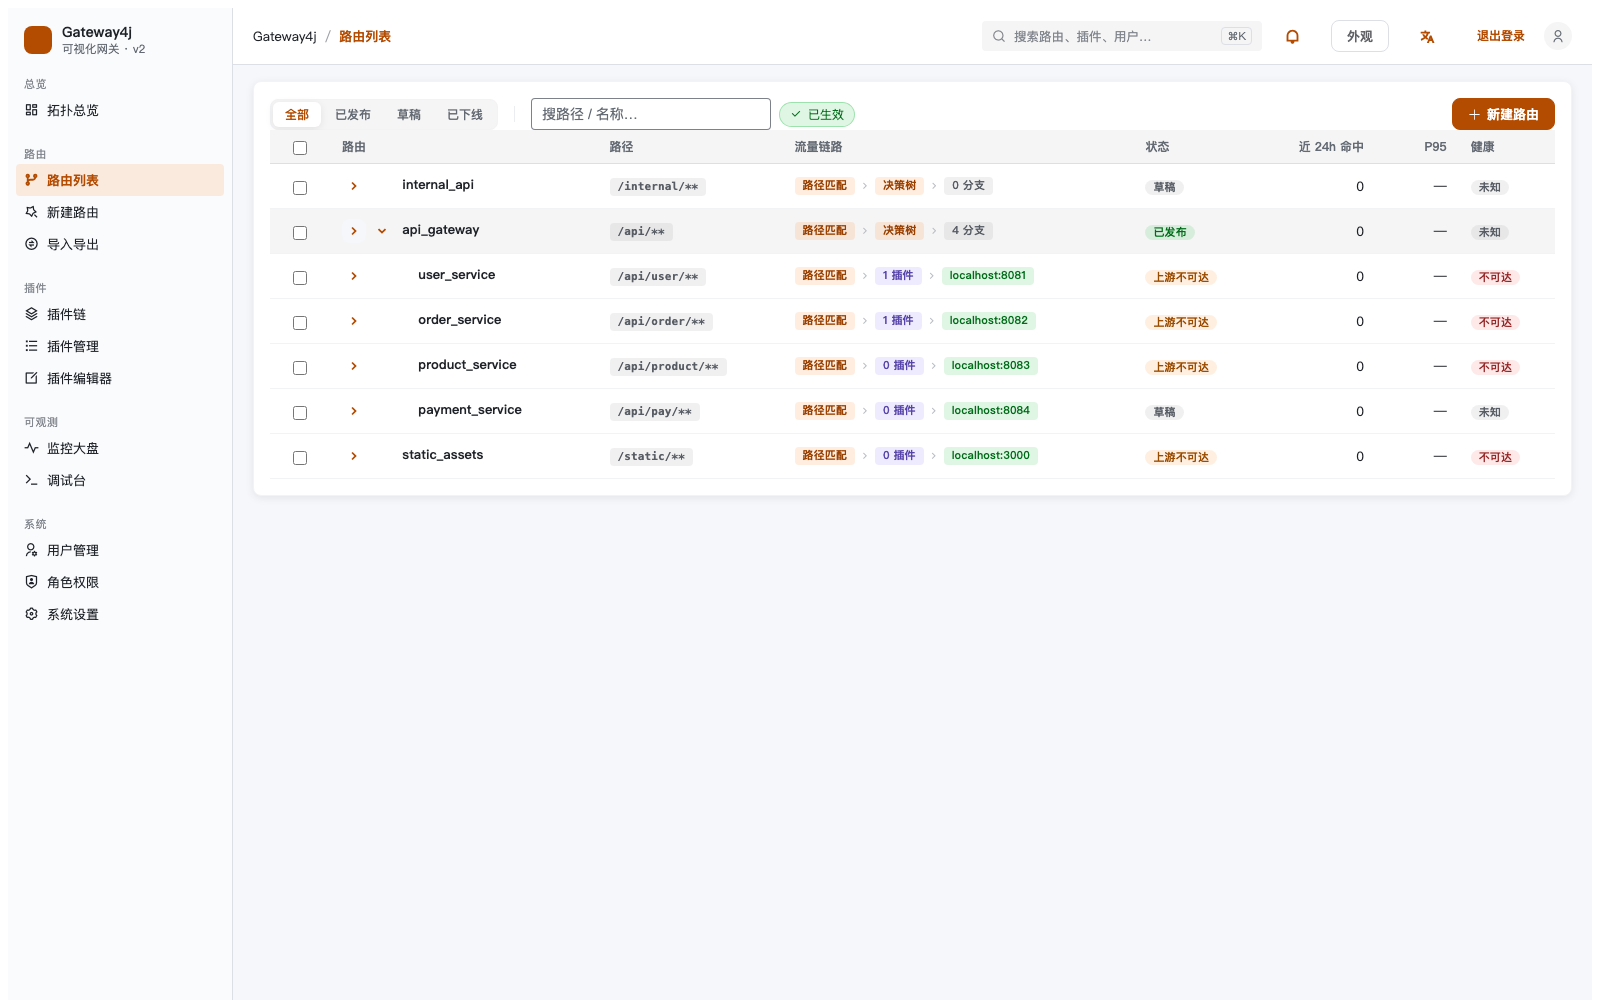 Gateway4j
可视化网关 · v2
总览
拓扑总览
路由
路由列表
新建路由
导入导出
插件
插件链
插件管理
插件编辑器
可观测
监控大盘
调试台
系统
用户管理
角色权限
系统设置
Gateway4j / 路由列表
搜索路由、插件、用户… ⌘K
外观
退出登录
全部 已发布 草稿 已下线
搜路径 / 名称…
已生效
新建路由
路由 路径 流量链路 状态 近 24h 命中 P95 健康
internal_api /internal/** 路径匹配 › 决策树 › 0 分支 草稿 0 — 未知
api_gateway /api/** 路径匹配 › 决策树 › 4 分支 已发布 0 — 未知
user_service /api/user/** 路径匹配 › 1 插件 › localhost:8081 上游不可达 0 — 不可达
order_service /api/order/** 路径匹配 › 1 插件 › localhost:8082 上游不可达 0 — 不可达
product_service /api/product/** 路径匹配 › 0 插件 › localhost:8083 上游不可达 0 — 不可达
payment_service /api/pay/** 路径匹配 › 0 插件 › localhost:8084 草稿 0 — 未知
static_assets /static/** 路径匹配 › 0 插件 › localhost:3000 上游不可达 0 — 不可达